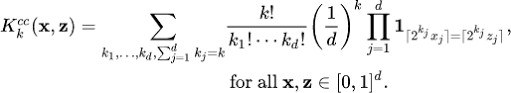 $K_k^{cc}(\mathbf{x}, \mathbf{z}) = \sum_{k_1, \ldots, k_d, \sum_{j=1}^{d} k_j = k} \frac{k!}{k_1! \cdots k_d!} \left( \frac{1}{d} \right)^k \prod_{j=1}^{d} \mathbf{1}_{\lceil 2^{k_j} x_j \rceil = \lceil 2^{k_j} z_j \rceil},$
for all $\mathbf{x}, \mathbf{z} \in [0, 1]^d.$